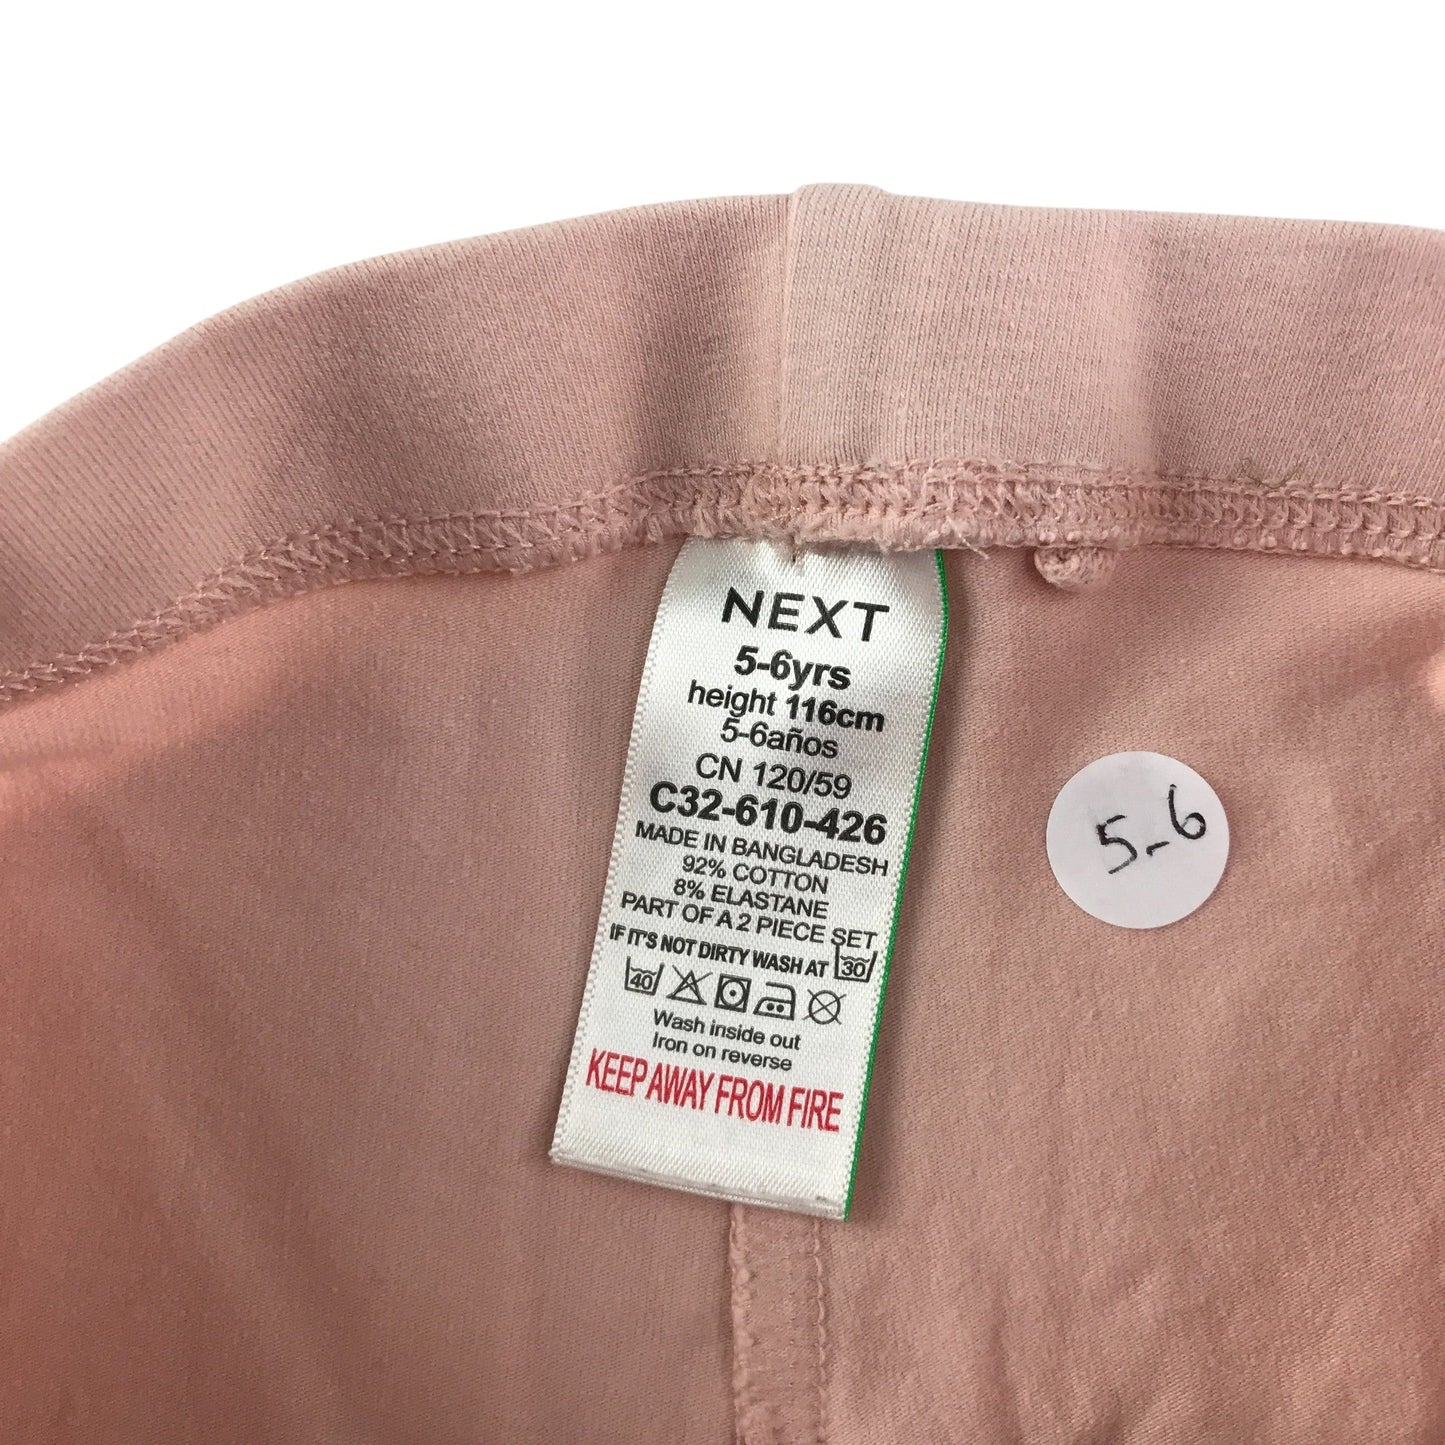 NEXT
5-6yrs
height 116cm
5-6años
CN 120/59
C32-610-426
MADE IN BANGLADESH
92% COTTON
8% ELASTANE
PART OF A 2 PIECE SET
IF IT'S NOT DIRTY WASH AT 30
40
Wash inside out
Iron on reverse
KEEP AWAY FROM FIRE
5-6